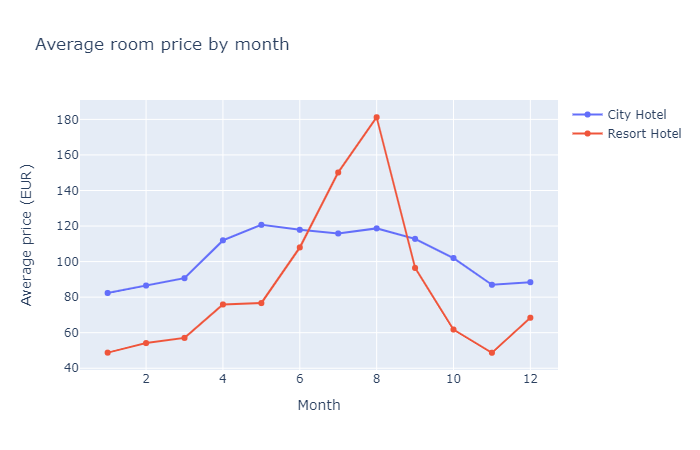 Average room price by month
City Hotel
Resort Hotel
Average price (EUR)
180
160
140
120
100
80
60
40
2 4 6 8 10 12
Month